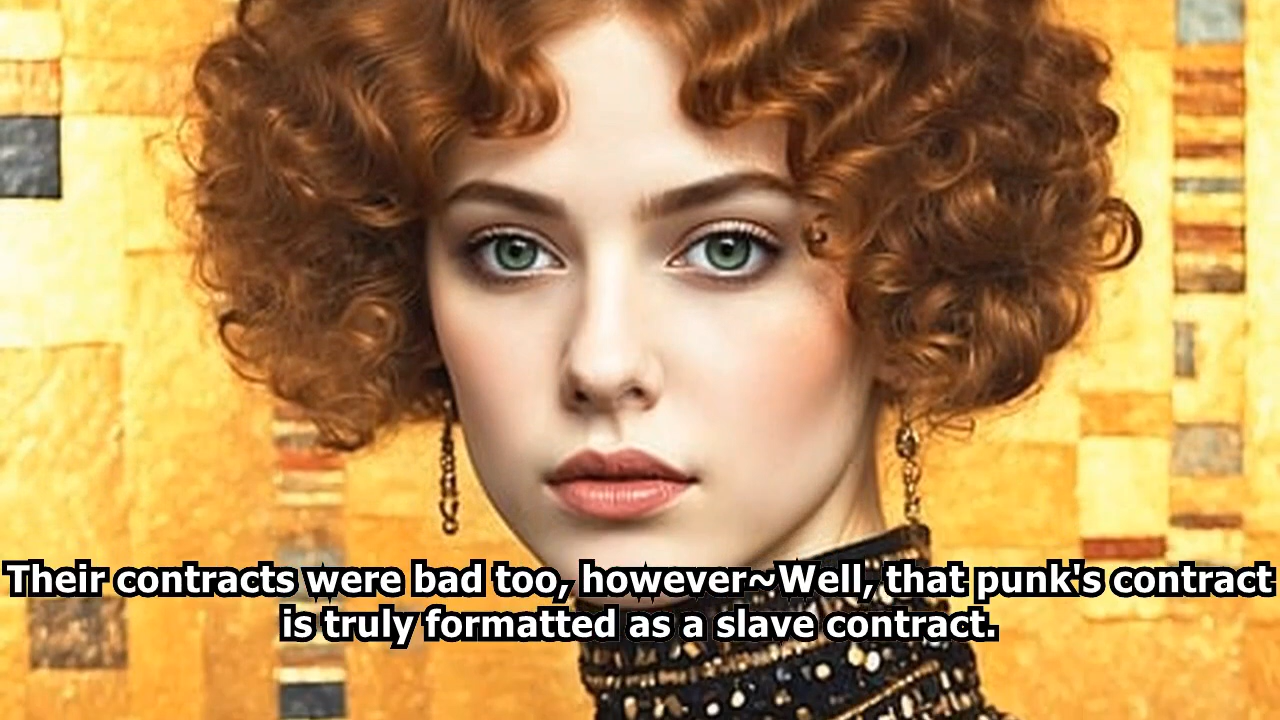 Their contracts were bad too, however~Well, that punk's contract
is truly formatted as a slave contract.